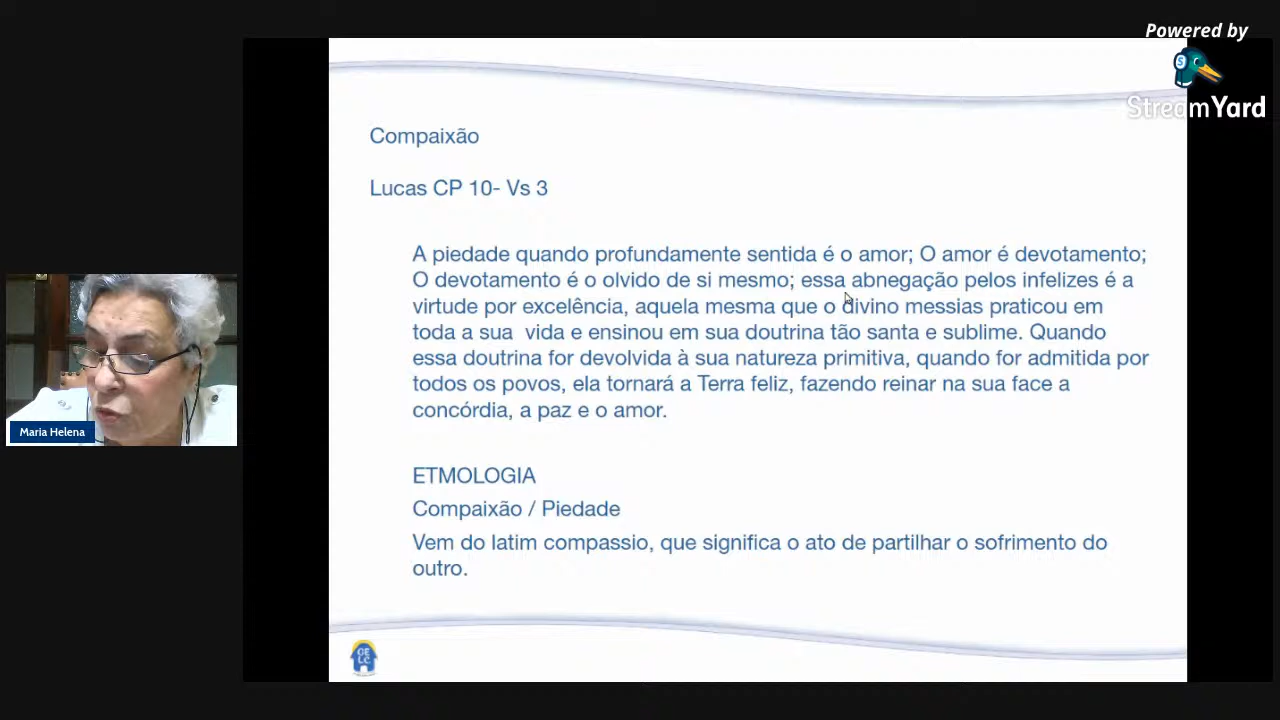 Powered by
StreamYard
Compaixão
Lucas CP 10- Vs 3
A piedade quando profundamente sentida é o amor; O amor é devotamento;
O devotamento é o olvido de si mesmo; essa abnegação pelos infelizes é a
virtude por excelência, aquela mesma que o divino messias praticou em
toda a sua vida e ensinou em sua doutrina tão santa e sublime. Quando
essa doutrina for devolvida à sua natureza primitiva, quando for admitida por
todos os povos, ela tornará a Terra feliz, fazendo reinar na sua face a
concórdia, a paz e o amor.
ETMOLOGIA
Compaixão / Piedade
Vem do latim compassio, que significa o ato de partilhar o sofrimento do
outro.
Maria Helena